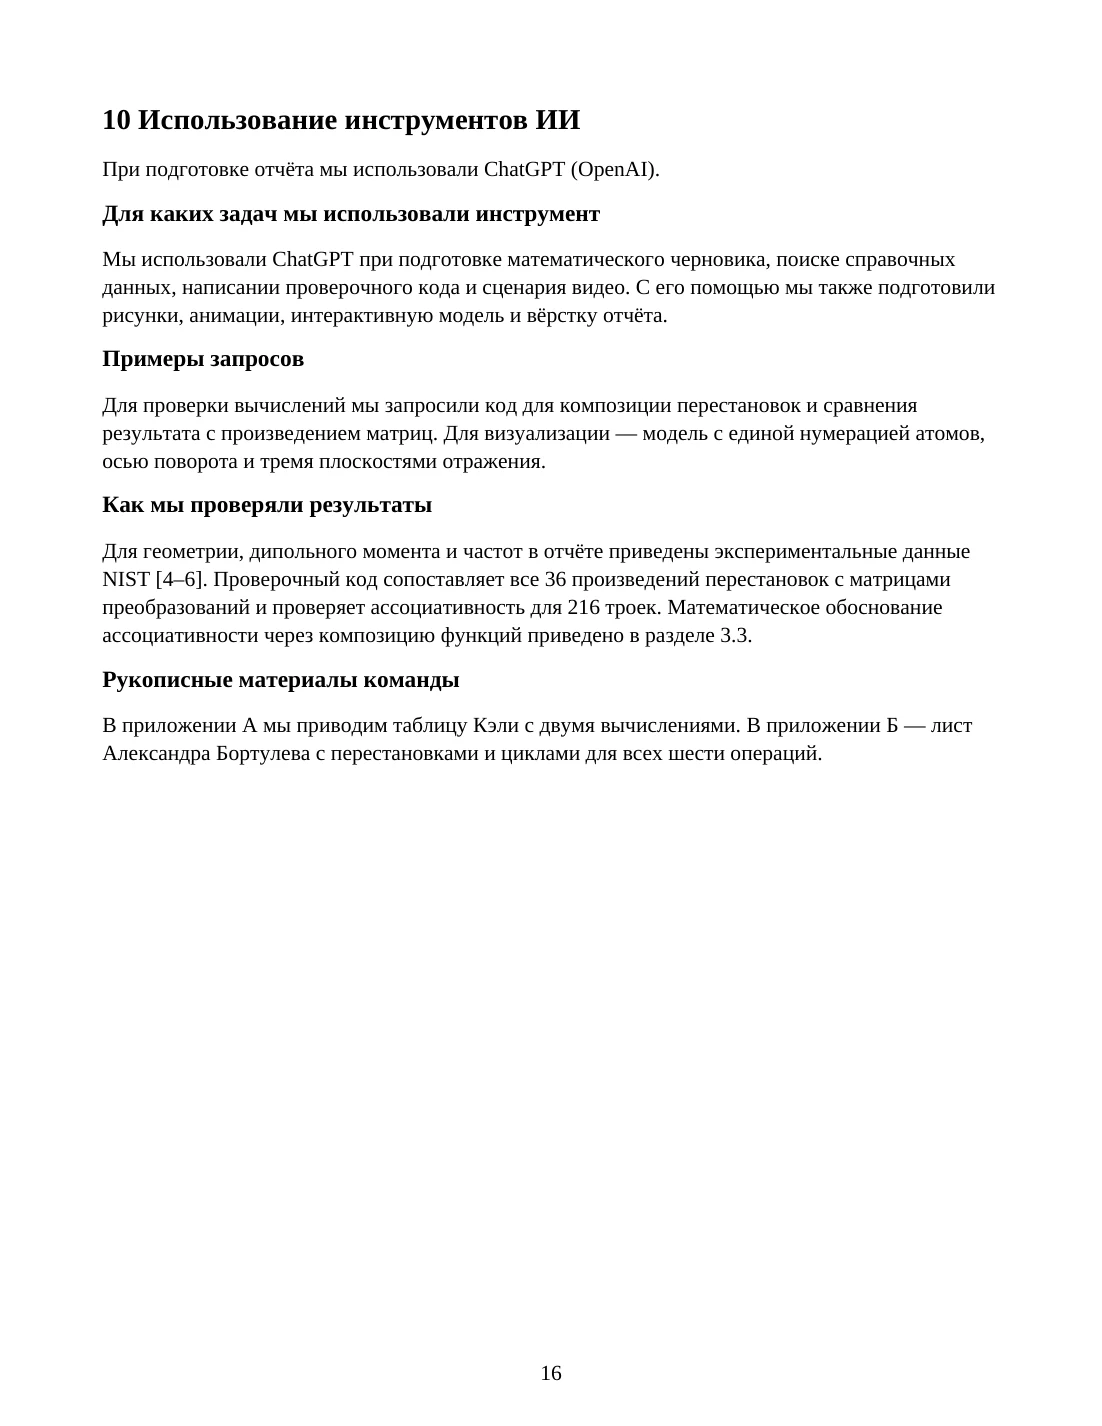 10 Использование инструментов ИИ
При подготовке отчёта мы использовали ChatGPT (OpenAI).
Для каких задач мы использовали инструмент
Мы использовали ChatGPT при подготовке математического черновика, поиске справочных
данных, написании проверочного кода и сценария видео. С его помощью мы также подготовили
рисунки, анимации, интерактивную модель и вёрстку отчёта.
Примеры запросов
Для проверки вычислений мы запросили код для композиции перестановок и сравнения
результата с произведением матриц. Для визуализации — модель с единой нумерацией атомов,
осью поворота и тремя плоскостями отражения.
Как мы проверяли результаты
Для геометрии, дипольного момента и частот в отчёте приведены экспериментальные данные
NIST [4–6]. Проверочный код сопоставляет все 36 произведений перестановок с матрицами
преобразований и проверяет ассоциативность для 216 троек. Математическое обоснование
ассоциативности через композицию функций приведено в разделе 3.3.
Рукописные материалы команды
В приложении А мы приводим таблицу Кэли с двумя вычислениями. В приложении Б — лист
Александра Бортулева с перестановками и циклами для всех шести операций.
16